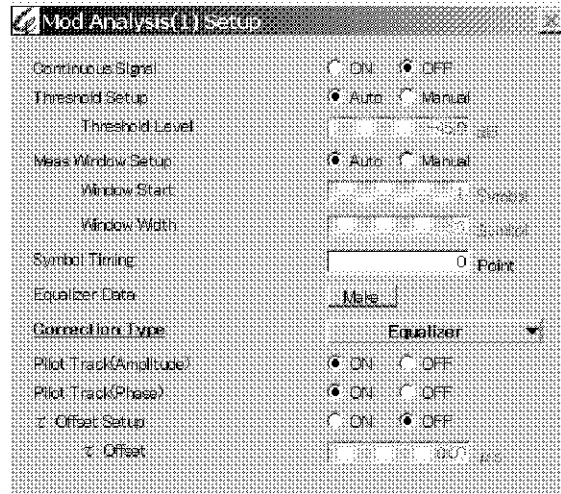 Mod Analysis(1) Setup
Continuous Signal ON OFF
Threshold Setup Auto Manual
Threshold Level
Meas Window Setup Auto Manual
Window Start Symbol
Window Width Symbol
Symbol Timing 0 Point
Equalizer Data Make
Correction Type Equalizer
Pilot Track(Amplitude) ON OFF
Pilot Track(Phase) ON OFF
τ Offset Setup ON OFF
τ Offset